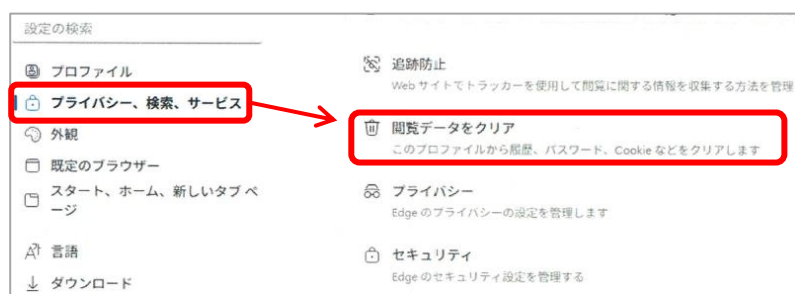 設定の検索
プロファイル
プライバシー、検索、サービス
外観
既定のブラウザー
スタート、ホーム、新しいタブ ペ
ージ
言語
ダウンロード
追跡防止
Web サイトでトラッカーを使用して閲覧に関する情報を収集する方法を管理
閲覧データをクリア
このプロファイルから履歴、パスワード、Cookie などをクリアします
プライバシー
Edge のプライバシーの設定を管理します
セキュリティ
Edge のセキュリティ設定を管理する